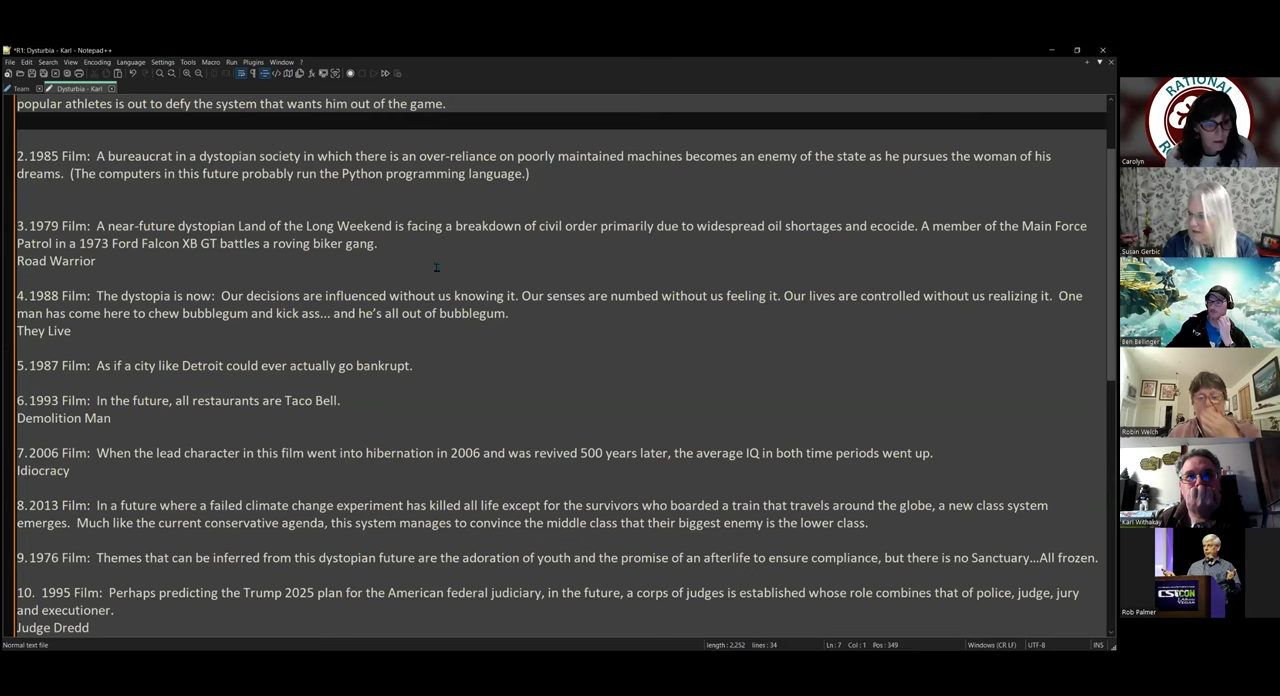 *R1: Dysturbia - Karl - Notepad++
File Edit Search View Encoding Language Settings Tools Macro Run Plugins Window ?
Team Dysturbia - Karl
popular athletes is out to defy the system that wants him out of the game.
2.1985 Film: A bureaucrat in a dystopian society in which there is an over-reliance on poorly maintained machines becomes an enemy of the state as he pursues the woman of his
dreams. (The computers in this future probably run the Python programming language.)
3.1979 Film: A near-future dystopian Land of the Long Weekend is facing a breakdown of civil order primarily due to widespread oil shortages and ecocide. A member of the Main Force
Patrol in a 1973 Ford Falcon XB GT battles a roving biker gang.
Road Warrior
4.1988 Film: The dystopia is now: Our decisions are influenced without us knowing it. Our senses are numbed without us feeling it. Our lives are controlled without us realizing it. One
man has come here to chew bubblegum and kick ass... and he's all out of bubblegum.
They Live
5.1987 Film: As if a city like Detroit could ever actually go bankrupt.
6.1993 Film: In the future, all restaurants are Taco Bell.
Demolition Man
7.2006 Film: When the lead character in this film went into hibernation in 2006 and was revived 500 years later, the average IQ in both time periods went up.
Idiocracy
8.2013 Film: In a future where a failed climate change experiment has killed all life except for the survivors who boarded a train that travels around the globe, a new class system
emerges. Much like the current conservative agenda, this system manages to convince the middle class that their biggest enemy is the lower class.
9.1976 Film: Themes that can be inferred from this dystopian future are the adoration of youth and the promise of an afterlife to ensure compliance, but there is no Sanctuary...All frozen.
10. 1995 Film: Perhaps predicting the Trump 2025 plan for the American federal judiciary, in the future, a corps of judges is established whose role combines that of police, judge, jury
and executioner.
Judge Dredd
Normal text file length : 2,252 lines : 34 Ln : 7 Col : 1 Pos : 349 Windows (CR LF) UTF-8 INS
RATIONAL
Carolyn
Susan Gerbic
Ben Bellinger
Robin Welch
Karl Withakay
CSICON
VEGAS
Rob Palmer